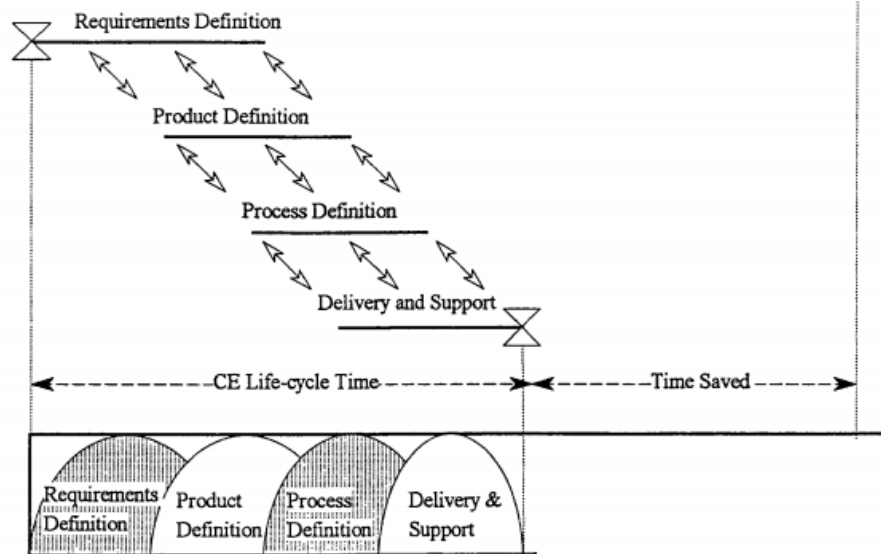 Requirements Definition
Product Definition
Process Definition
Delivery and Support
CE Life-cycle Time
Time Saved
Requirements
Definition
Product
Definition
Process
Definition
Delivery &
Support